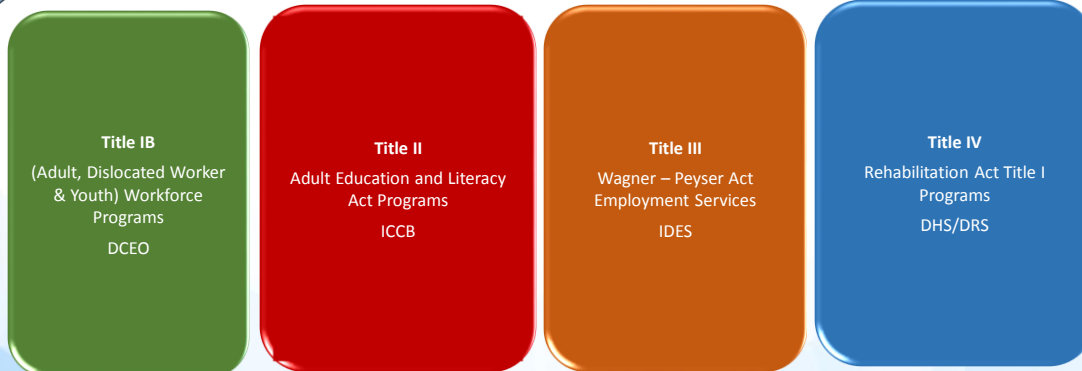 Title IB
(Adult, Dislocated Worker
& Youth) Workforce
Programs
DCEO
Title II
Adult Education and Literacy
Act Programs
ICCB
Title III
Wagner – Peyser Act
Employment Services
IDES
Title IV
Rehabilitation Act Title I
Programs
DHS/DRS